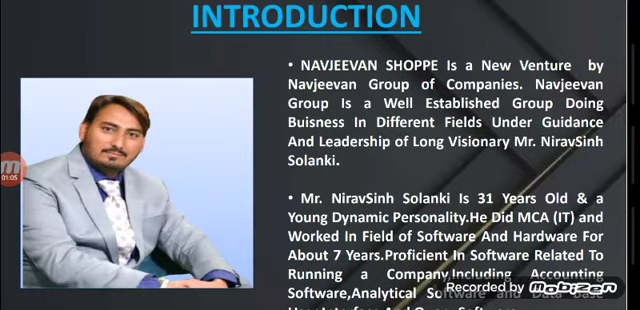 INTRODUCTION
• NAVJEEVAN SHOPPE Is a New Venture by
Navjeevan Group of Companies. Navjeevan
Group Is a Well Established Group Doing
Buisness In Different Fields Under Guidance
And Leadership of Long Visionary Mr. NiravSinh
Solanki.
• Mr. NiravSinh Solanki Is 31 Years Old & a
Young Dynamic Personality.He Did MCA (IT) and
Worked In Field of Software And Hardware For
About 7 Years.Proficient In Software Related To
Running a Company,Including Accounting
Software,Analytical Software and Data Base
M
01:05
Recorded by MOBIZEN